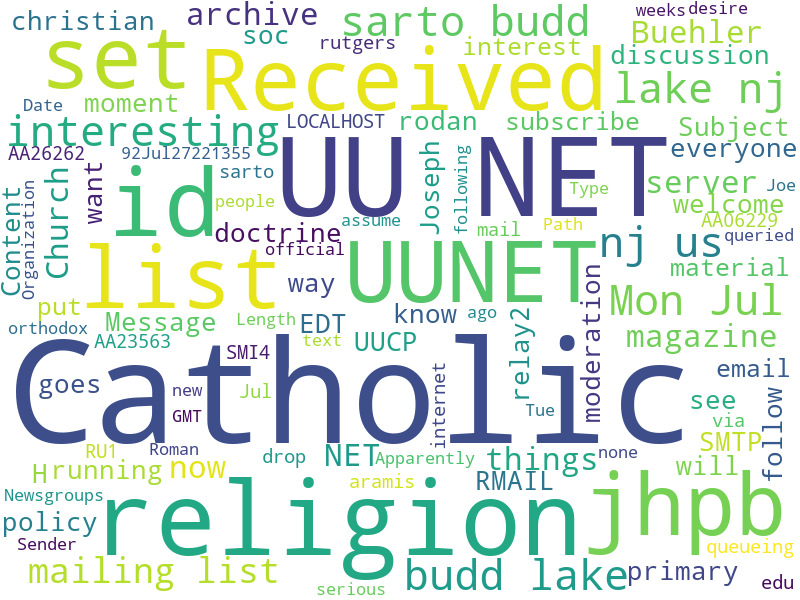 christian
archive
sarto budd
weeks
desire
soc
rutgers
interest
Buehler
set
Received
discussion
Date
moment
lake nj
interesting
LOCALHOST
rodan
subscribe
Subject
AA26262
92Jul27221355
UU NET
everyone
want
sarto
Joseph
following
Type
server
Joe
Content
Organization
Church
id
people
assume
mail
Path
welcome
AA06229
doctrine
official
nj us
queried
list
way
UUNET
material
put
know
ago
moderation
Mon Jul
orthodox
Message
Length
EDT
relay2
magazine
AA23563
text
UUCP
Catholic
SMI4
see
email
goes
new
Jul
internet
follow
GMT
Tue
via
RU1
Roman
drop
NET
Apparently
things
none
SMTP
H
running
now
aramis
RMAIL
will
Newsgroups
religion
jhpb
policy
Sender
queueing
mailing list
serious
budd lake
primary
edu